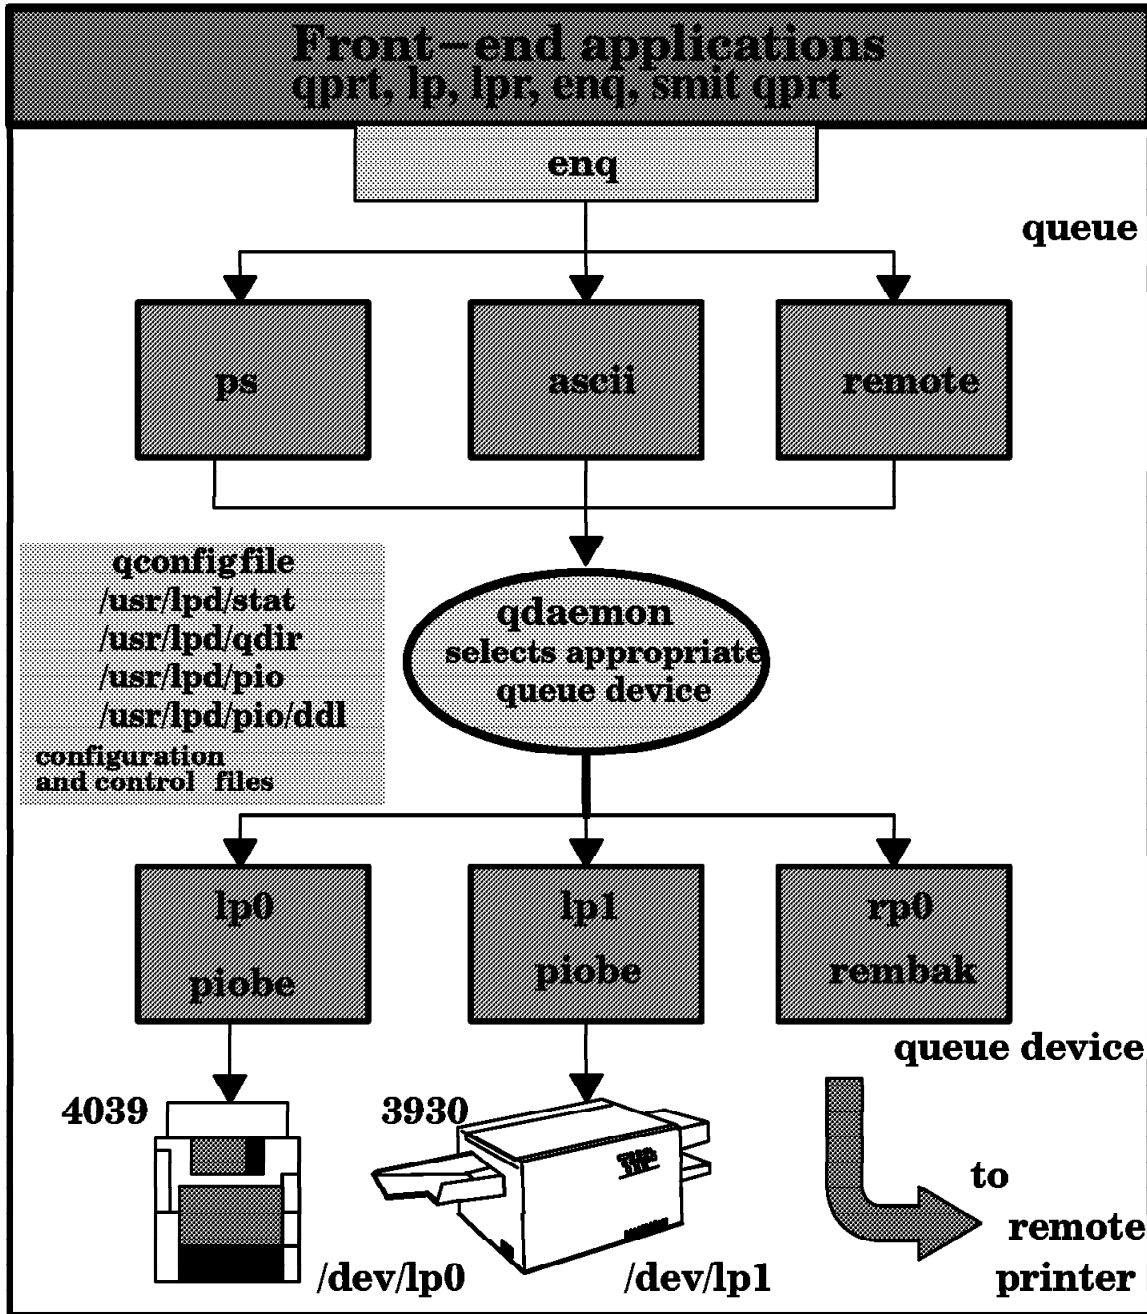 Front-end applications
qprt, lp, lpr, enq, smit qprt
enq
queue
ps
ascii
remote
qconfigfile
/usr/lpd/stat
/usr/lpd/qdir
/usr/lpd/pio
/usr/lpd/pio/ddl
configuration
and control files
qdaemon
selects appropriate
queue device
lp0
piobe
lp1
piobe
rp0
rembak
queue device
4039
/dev/lp0
3930
/dev/lp1
to
remote
printer